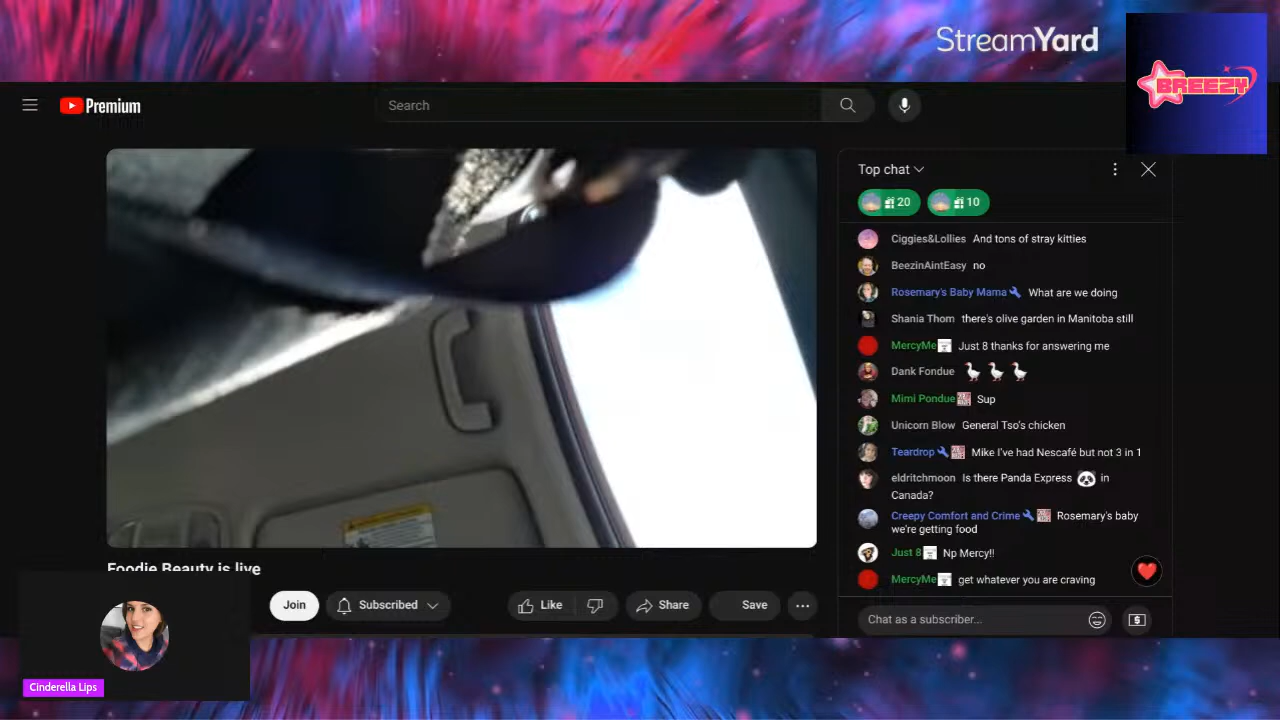 StreamYard
BREEZY
Premium
Search
Top chat
20
10
Ciggies&Lollies And tons of stray kitties
BeezinAintEasy no
Rosemary's Baby Mama What are we doing
Shania Thom there's olive garden in Manitoba still
MercyMe Just 8 thanks for answering me
Dank Fondue
Mimi Pondue Sup
Unicorn Blow General Tso's chicken
Teardrop Mike I've had Nescafé but not 3 in 1
eldritchmoon Is there Panda Express 🐼 in
Canada?
Creepy Comfort and Crime Rosemary's baby
we're getting food
Just 8 Np Mercy!!
MercyMe get whatever you are craving
Chat as a subscriber...
Foodie Beauty is live
Join
Subscribed
Like
Share
Save
Cinderella Lips